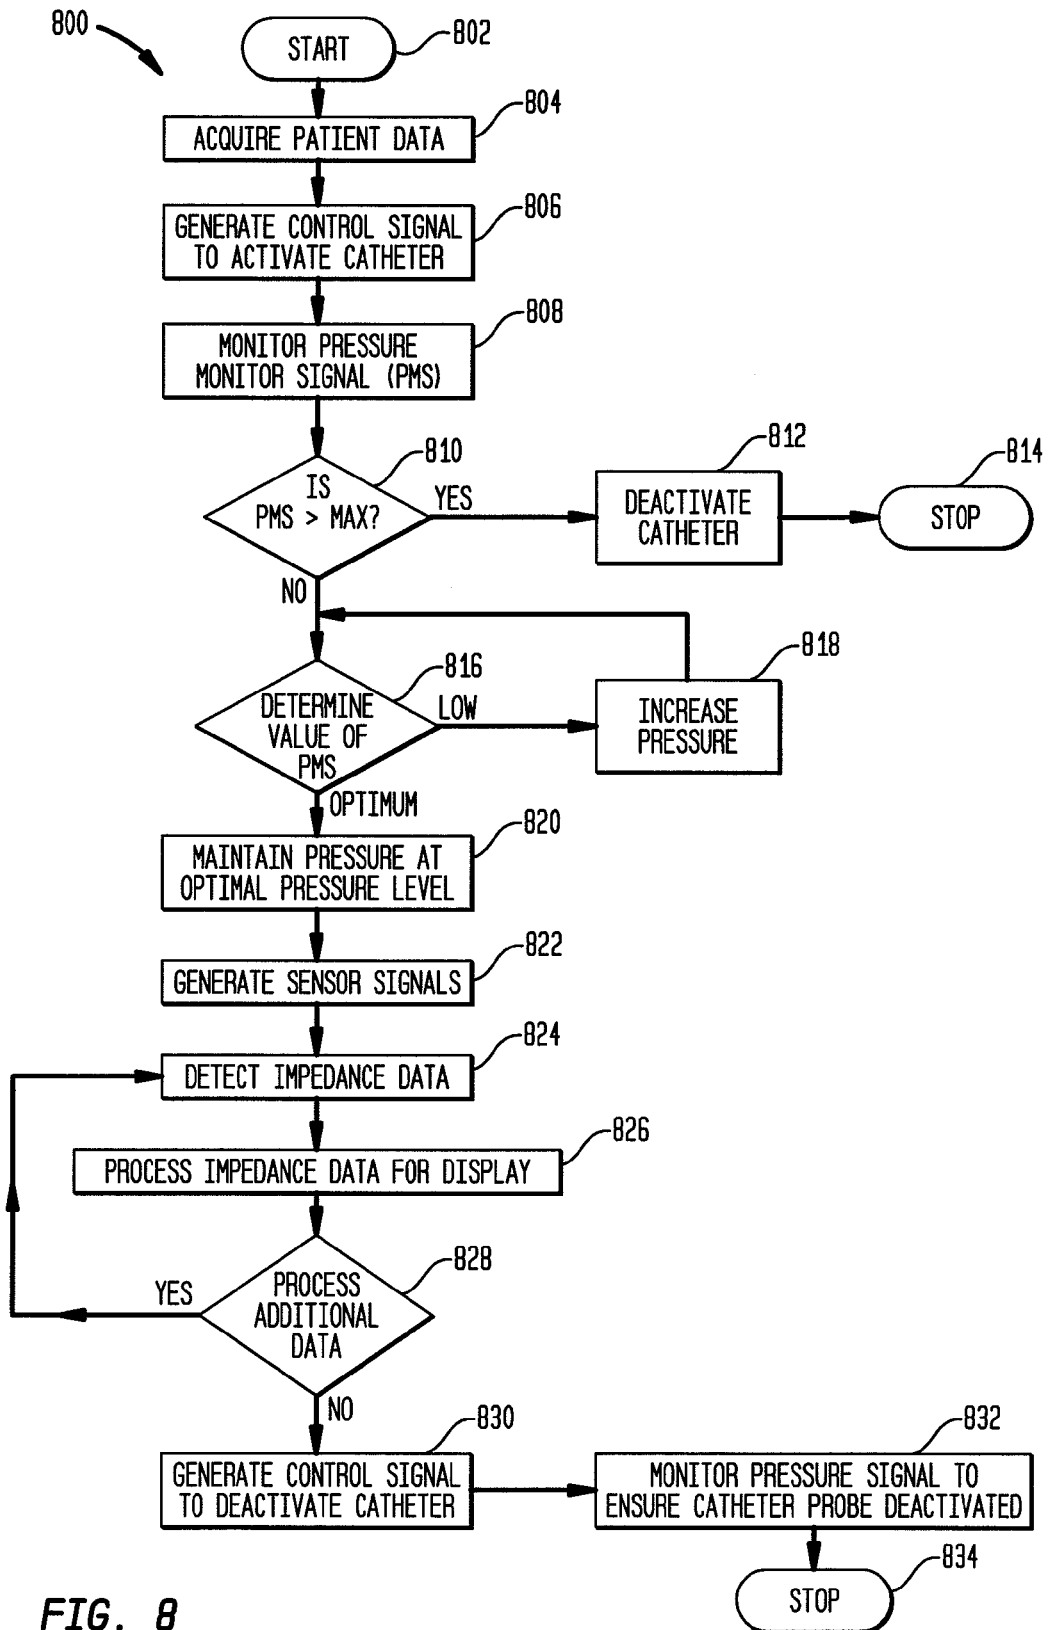 800
START
802
804
ACQUIRE PATIENT DATA
806
GENERATE CONTROL SIGNAL
TO ACTIVATE CATHETER
808
MONITOR PRESSURE
MONITOR SIGNAL (PMS)
810
IS
PMS > MAX?
YES
812
DEACTIVATE
CATHETER
814
STOP
NO
816
DETERMINE
VALUE OF
PMS
LOW
818
INCREASE
PRESSURE
OPTIMUM
820
MAINTAIN PRESSURE AT
OPTIMAL PRESSURE LEVEL
822
GENERATE SENSOR SIGNALS
824
DETECT IMPEDANCE DATA
826
PROCESS IMPEDANCE DATA FOR DISPLAY
828
PROCESS
ADDITIONAL
DATA
YES
NO
830
GENERATE CONTROL SIGNAL
TO DEACTIVATE CATHETER
832
MONITOR PRESSURE SIGNAL TO
ENSURE CATHETER PROBE DEACTIVATED
834
STOP
FIG. 8